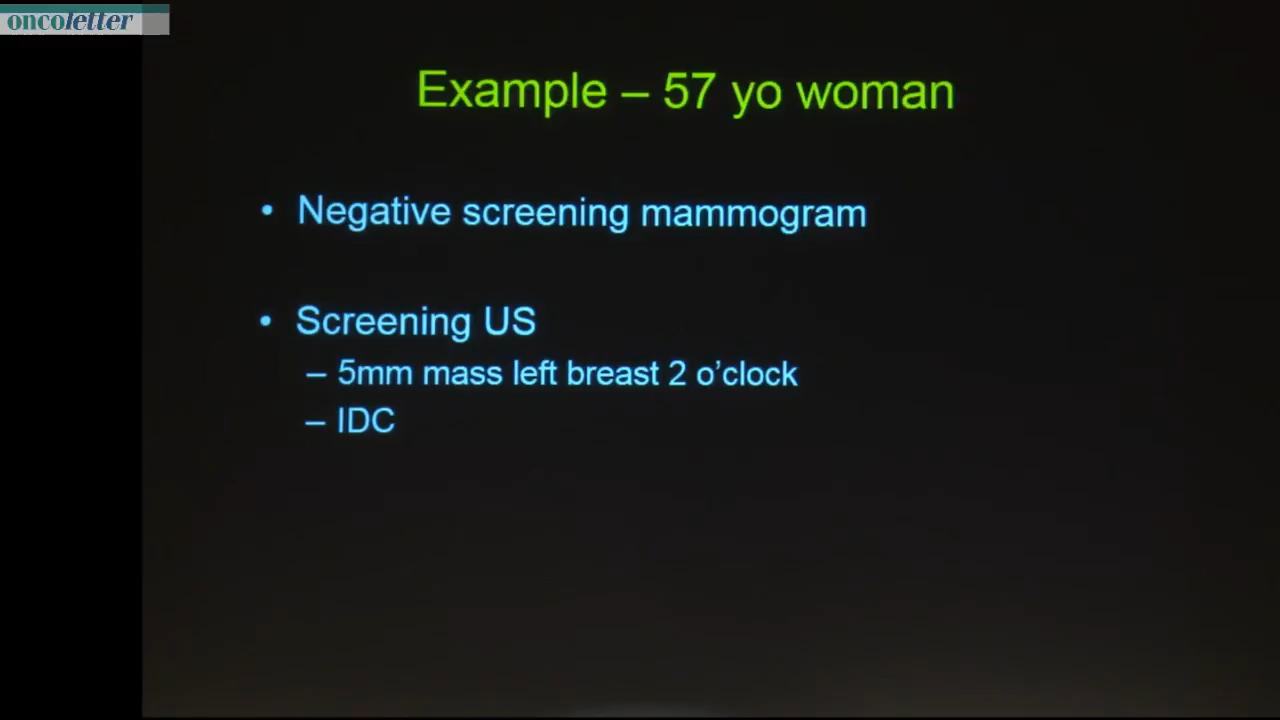 oncoletter
Example – 57 yo woman
• Negative screening mammogram
• Screening US
– 5mm mass left breast 2 o’clock
– IDC